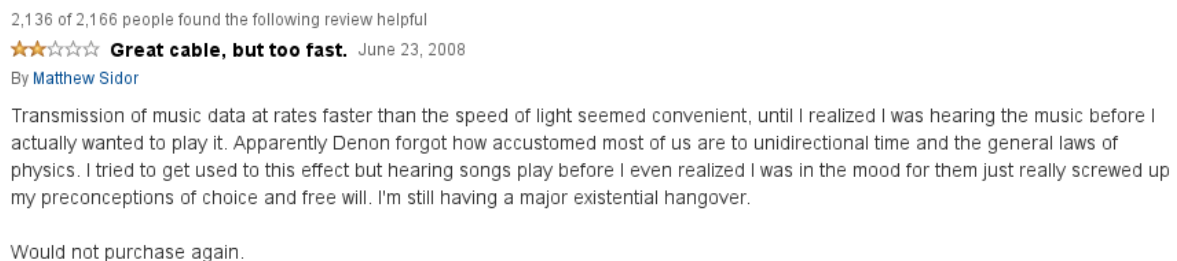 2,136 of 2,166 people found the following review helpful
Great cable, but too fast. June 23, 2008
By Matthew Sidor
Transmission of music data at rates faster than the speed of light seemed convenient, until I realized I was hearing the music before I
actually wanted to play it. Apparently Denon forgot how accustomed most of us are to unidirectional time and the general laws of
physics. I tried to get used to this effect but hearing songs play before I even realized I was in the mood for them just really screwed up
my preconceptions of choice and free will. I'm still having a major existential hangover.
Would not purchase again.